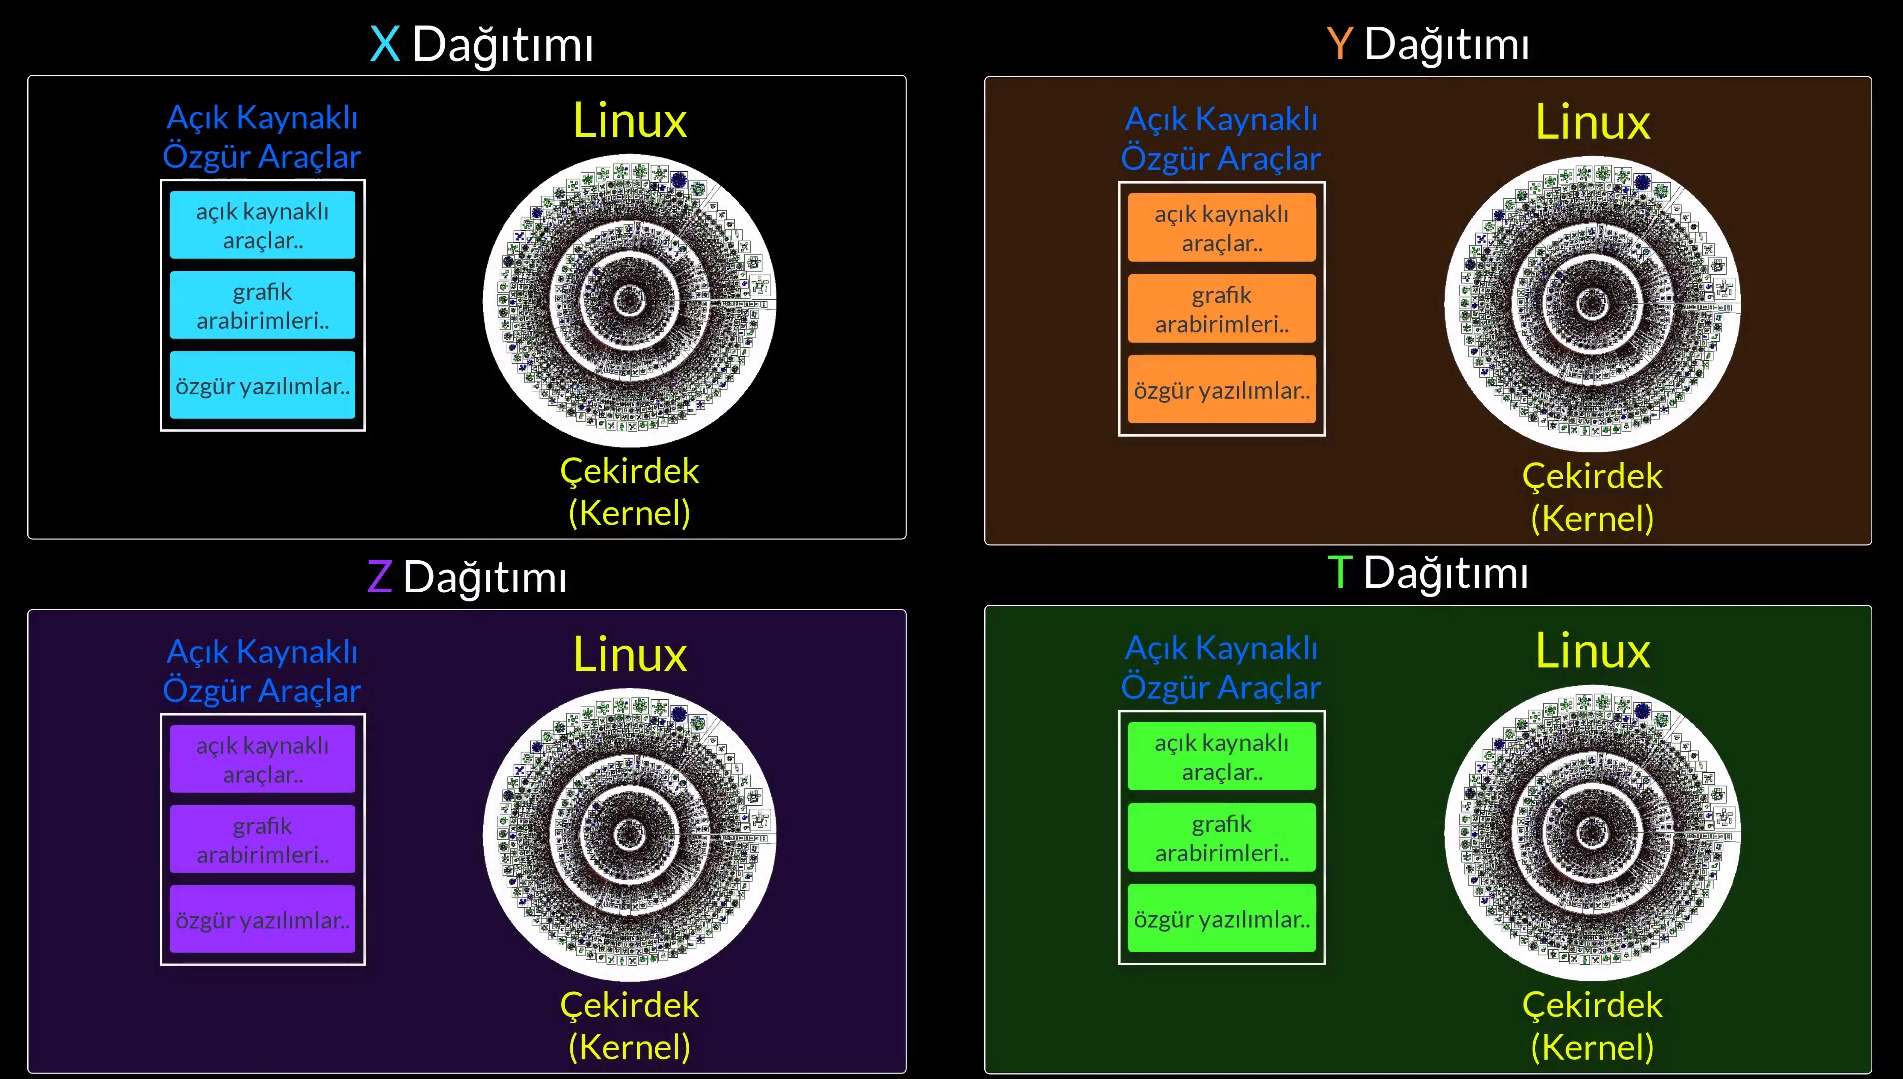 X Dağıtımı
Açık Kaynaklı
Özgür Araçlar
açık kaynaklı
araçlar..
grafik
arabirimleri..
özgür yazılımlar..
Linux
Çekirdek
(Kernel)
Y Dağıtımı
Açık Kaynaklı
Özgür Araçlar
açık kaynaklı
araçlar..
grafik
arabirimleri..
özgür yazılımlar..
Linux
Çekirdek
(Kernel)
Z Dağıtımı
Açık Kaynaklı
Özgür Araçlar
açık kaynaklı
araçlar..
grafik
arabirimleri..
özgür yazılımlar..
Linux
Çekirdek
(Kernel)
T Dağıtımı
Açık Kaynaklı
Özgür Araçlar
açık kaynaklı
araçlar..
grafik
arabirimleri..
özgür yazılımlar..
Linux
Çekirdek
(Kernel)